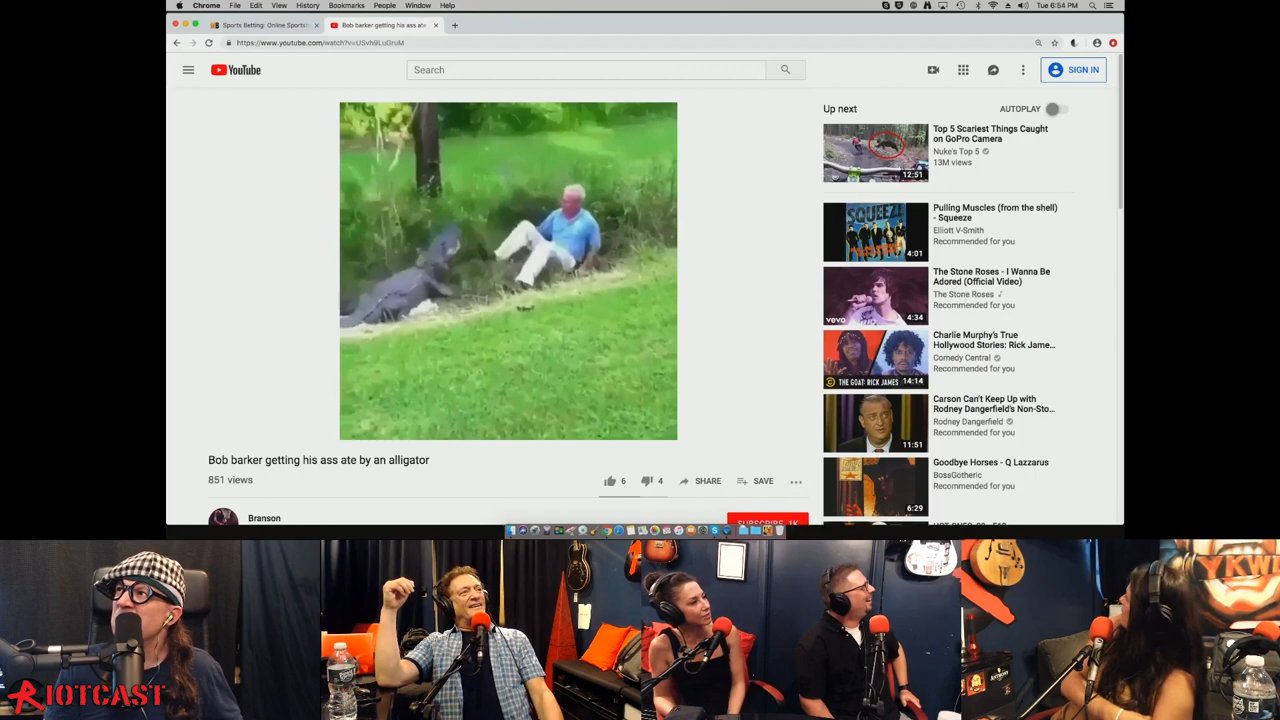 Chrome File Edit View History Bookmarks People Window Help
Tue 6:54 PM
Sports Betting: Online Sports
Bob barker getting his ass ate
YouTube
Search
SIGN IN
Up next
AUTOPLAY
Top 5 Scariest Things Caught
on GoPro Camera
Nuke's Top 5
13M views
12:51
SQUEEZE
4:01
Pulling Muscles (from the shell)
- Squeeze
Elliott V-Smith
Recommended for you
vevo
4:34
The Stone Roses - I Wanna Be
Adored (Official Video)
The Stone Roses
Recommended for you
THE GOAT: RICK JAMES
14:14
Charlie Murphy's True
Hollywood Stories: Rick Jame...
Comedy Central
Recommended for you
11:51
Carson Can't Keep Up with
Rodney Dangerfield's Non-Sto...
Rodney Dangerfield
Recommended for you
6:29
Goodbye Horses - Q Lazzarus
BossGotheric
Recommended for you
Bob barker getting his ass ate by an alligator
851 views
6
4
SHARE
SAVE
Branson
SUBSCRIBE 1K
RIOTCAST
YKWD